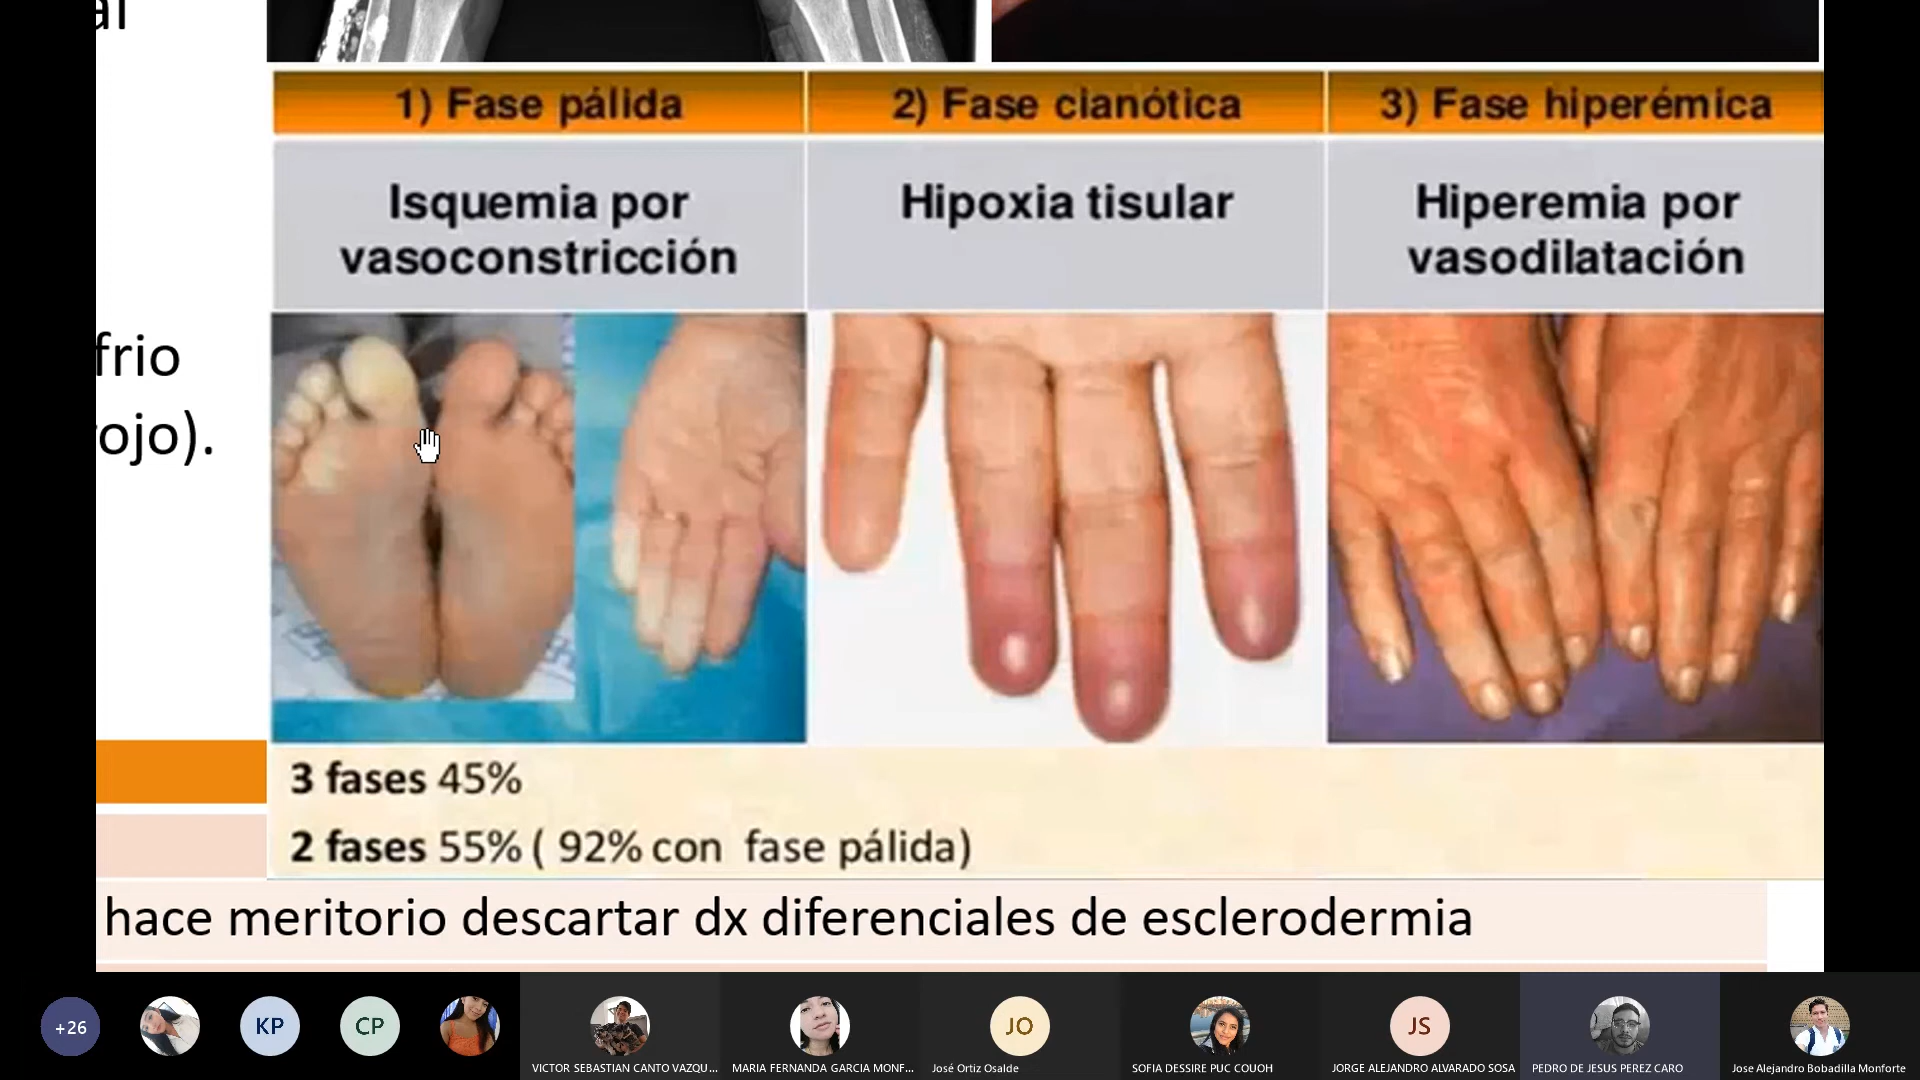 al
1) Fase pálida
2) Fase cianótica
3) Fase hiperémica
Isquemia por
vasoconstricción
Hipoxia tisular
Hiperemia por
vasodilatación
frio
ojo).
3 fases 45%
2 fases 55% ( 92% con fase pálida)
hace meritorio descartar dx diferenciales de esclerodermia
+26
KP
CP
JO
JS
VICTOR SEBASTIAN CANTO VAZQU...
MARIA FERNANDA GARCIA MONF...
José Ortiz Osalde
SOFIA DESSIRE PUC COUOH
JORGE ALEJANDRO ALVARADO SOSA
PEDRO DE JESUS PEREZ CARO
Jose Alejandro Bobadilla Monforte